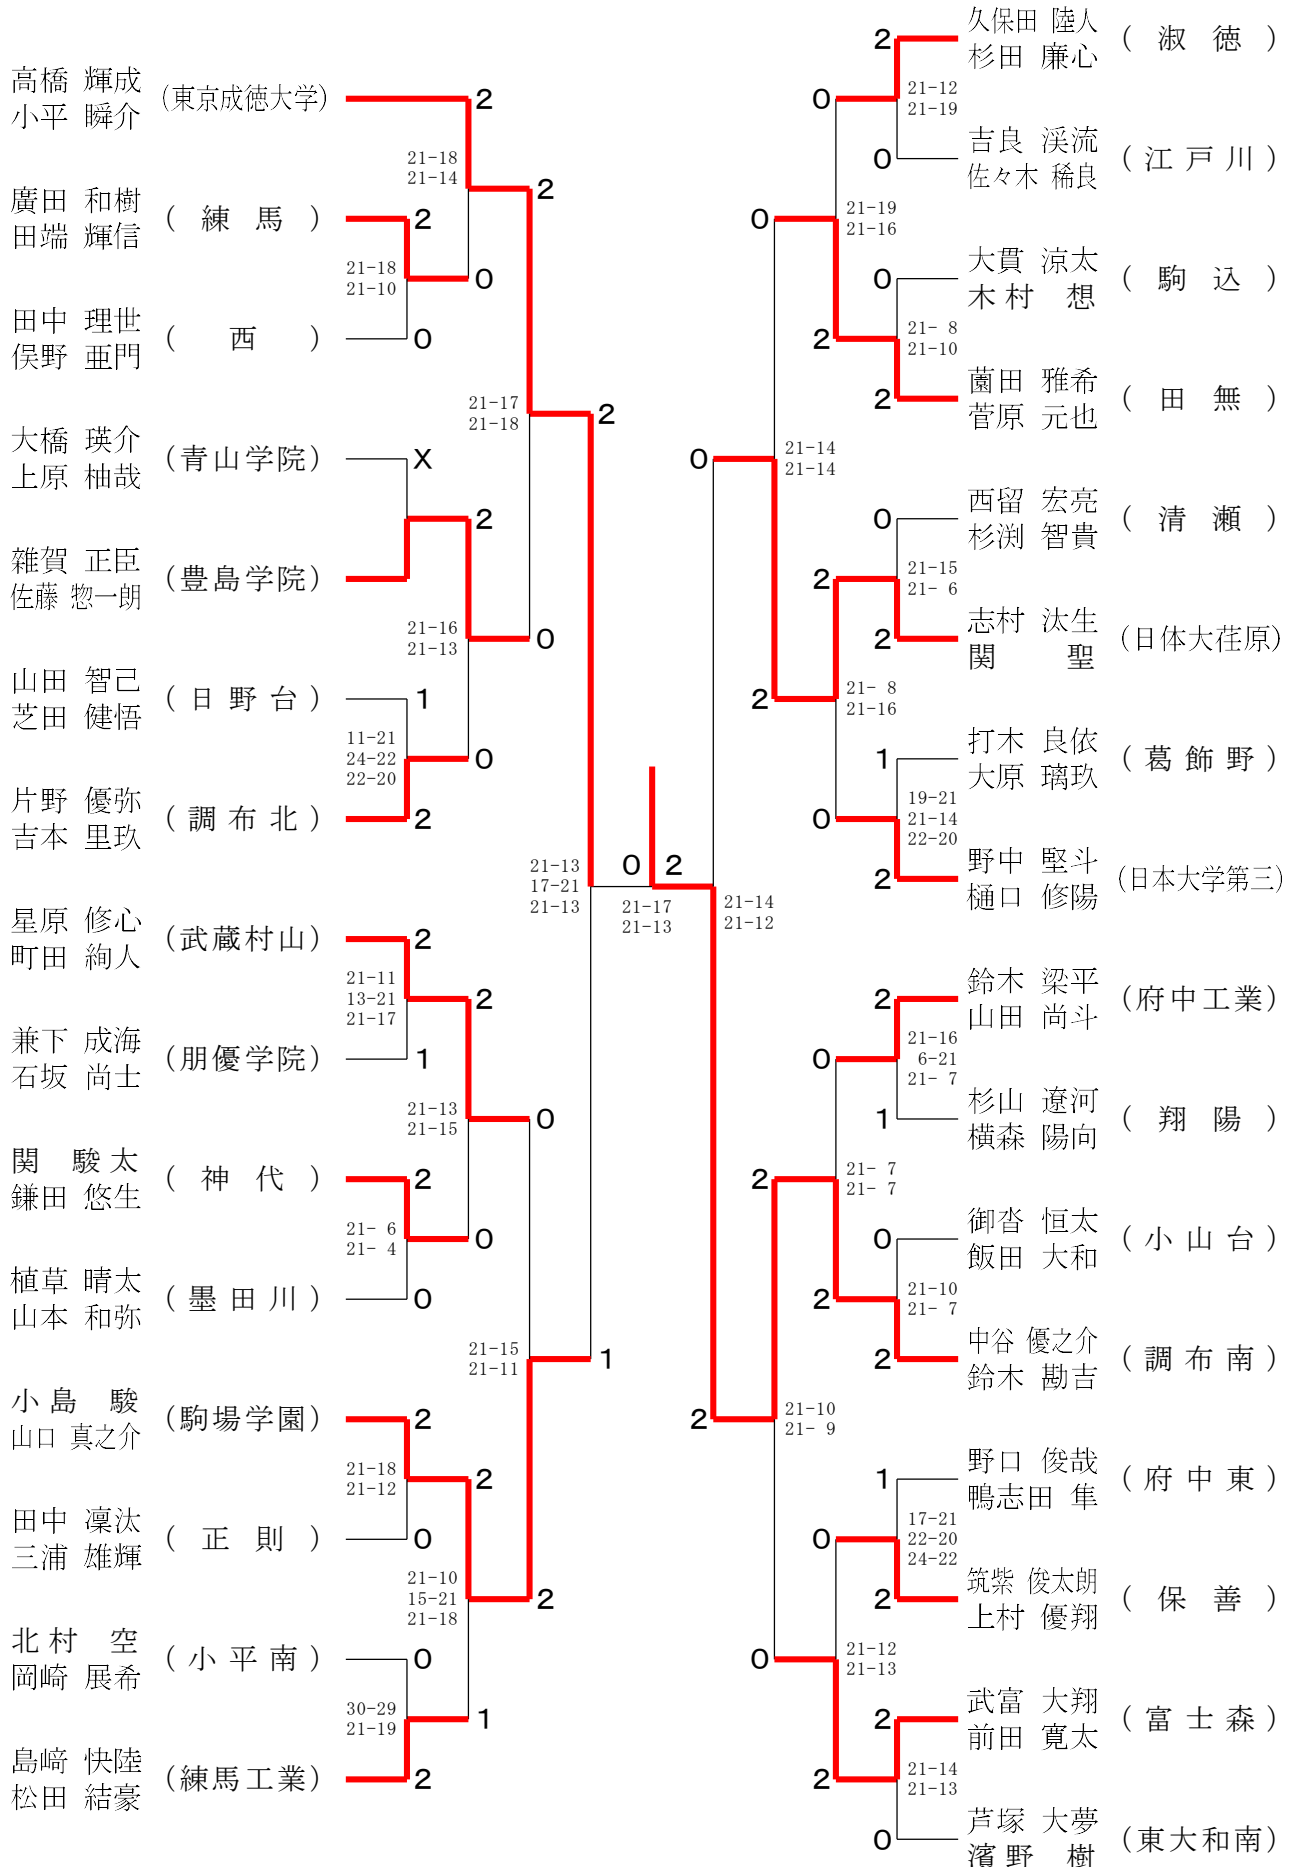 高橋 輝成
小平 瞬介
(東京成徳大学)
2
21-18
21-14
2
廣田 和樹
田端 輝信
( 練 馬 )
2
21-18
21-10
0
田中 理世
俣野 亜門
( 西 )
0
21-17
21-18
2
大橋 瑛介
上原 柚哉
(青山学院)
X
2
雑賀 正臣
佐藤 惣一朗
(豊島学院)
21-16
21-13
0
山田 智己
芝田 健悟
( 日 野 台 )
1
11-21
24-22
22-20
0
片野 優弥
吉本 里玖
( 調 布 北 )
2
21-13
17-21
21-13
0
2
21-17
21-13
星原 修心
町田 絢人
(武蔵村山)
2
21-11
13-21
21-17
2
兼下 成海
石坂 尚士
(朋優学院)
1
21-13
21-15
0
関 駿太
鎌田 悠生
( 神 代 )
2
21- 6
21- 4
0
植草 晴太
山本 和弥
( 墨 田 川 )
0
21-15
21-11
1
小島 駿
山口 真之介
(駒場学園)
2
21-18
21-12
2
田中 凜汰
三浦 雄輝
( 正 則 )
0
21-10
15-21
21-18
2
北村 空
岡崎 展希
( 小 平 南 )
0
30-29
21-19
1
島﨑 快陸
松田 結豪
(練馬工業)
2
2
久保田 陸人
杉田 廉心
( 淑 徳 )
0
21-12
21-19
0
吉良 渓流
佐々木 稀良
( 江 戸 川 )
0
21-19
21-16
0
大貫 涼太
木村 想
( 駒 込 )
2
21- 8
21-10
2
薗田 雅希
菅原 元也
( 田 無 )
0
21-14
21-14
0
西留 宏亮
杉渕 智貴
( 清 瀬 )
2
21-15
21- 6
2
志村 汰生
関 聖
(日体大荏原)
2
21- 8
21-16
1
打木 良依
大原 璃玖
( 葛 飾 野 )
0
19-21
21-14
22-20
2
野中 堅斗
樋口 修陽
(日本大学第三)
21-14
21-12
2
鈴木 梁平
山田 尚斗
(府中工業)
0
21-16
6-21
21- 7
1
杉山 遼河
横森 陽向
( 翔 陽 )
2
21- 7
21- 7
0
御沓 恒太
飯田 大和
( 小 山 台 )
2
21-10
21- 7
2
中谷 優之介
鈴木 勘吉
( 調 布 南 )
2
21-10
21- 9
1
野口 俊哉
鴨志田 隼
( 府 中 東 )
0
17-21
22-20
24-22
2
筑紫 俊太朗
上村 優翔
( 保 善 )
0
21-12
21-13
2
武富 大翔
前田 寛太
( 富 士 森 )
2
21-14
21-13
0
芦塚 大夢
濱野 樹
(東大和南)